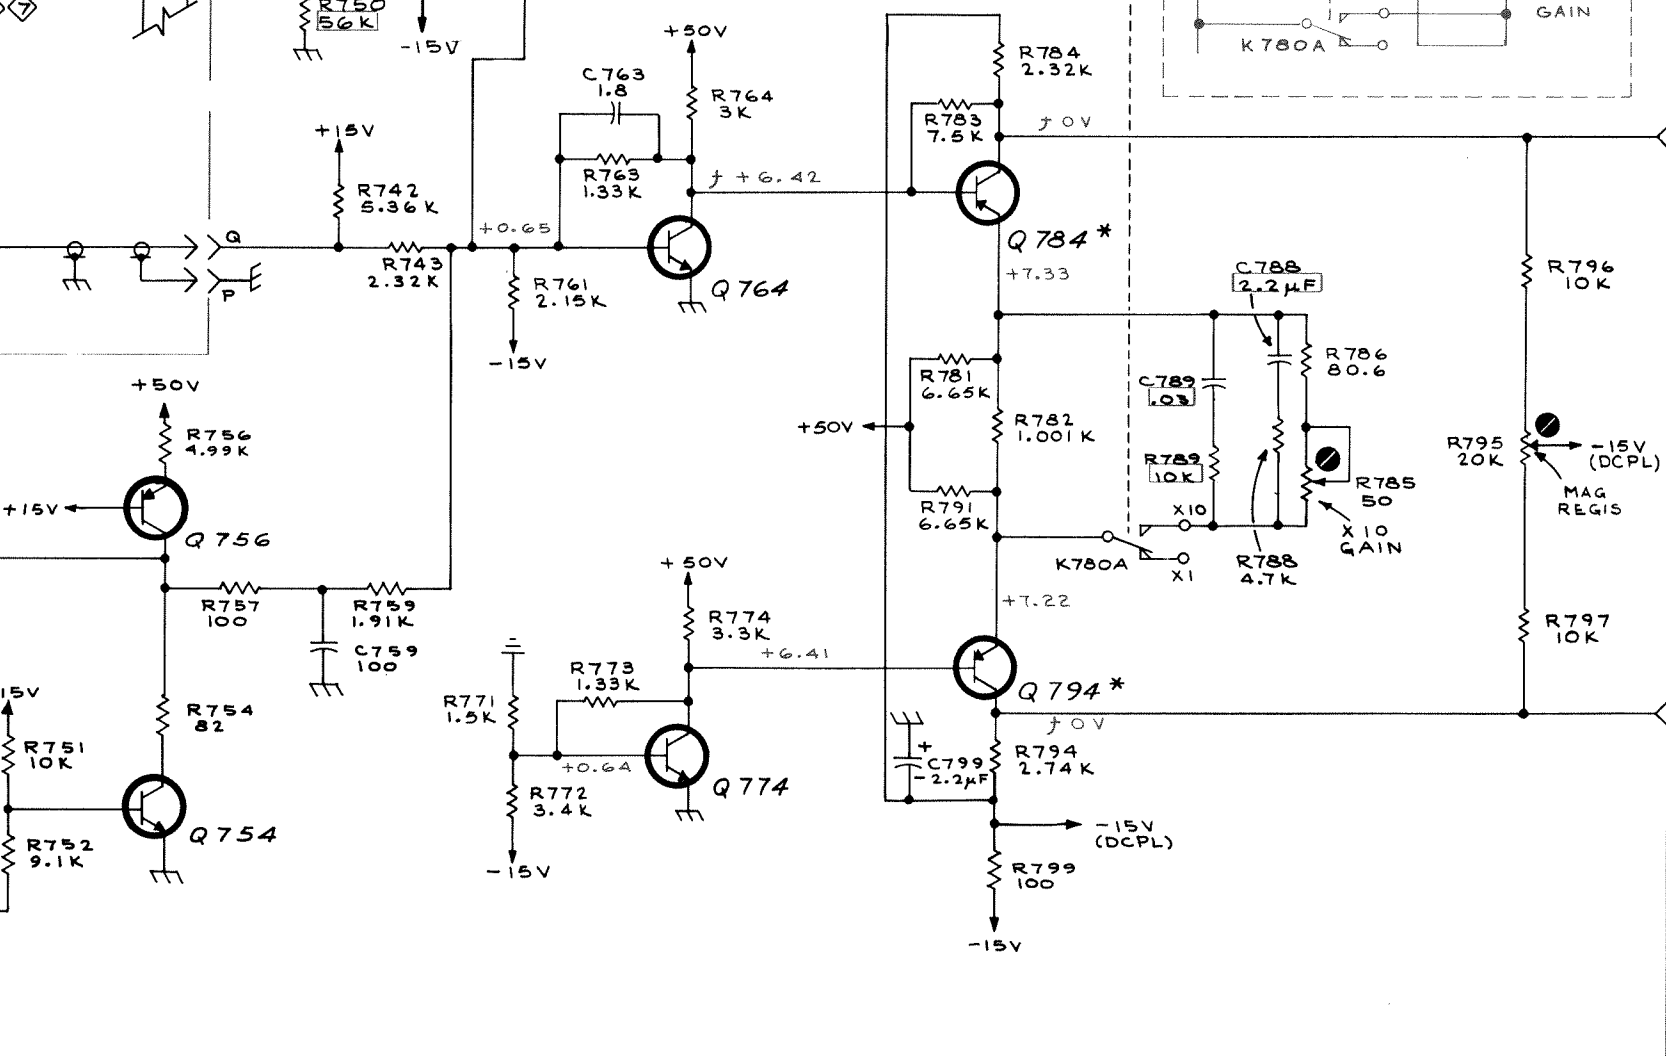 7
R750
56K
-15V
+50V
C763
1.8
R764
3K
+15V
R742
5.36K
R763
1.33K
ƒ +6.42
R784
2.32K
R783
7.5K
ƒ 0V
K780A
GAIN
Q
P
R743
2.32K
+0.65
R761
2.15K
-15V
Q764
Q784*
+7.33
C788
2.2µF
R796
10K
+50V
R756
4.99K
+15V
Q756
R781
6.65K
+50V
R782
1.001K
R791
6.65K
C789
.03
R789
10K
R786
80.6
R785
50
X10
GAIN
X10
X1
K780A
R788
4.7K
R795
20K
-15V
(DCPL)
MAG
REGIS
R757
100
R759
1.91K
C759
100
+50V
R774
3.3K
+6.41
+7.22
R797
10K
15V
R754
82
R751
10K
R752
9.1K
Q754
R771
1.5K
R773
1.33K
+0.64
R772
3.4K
-15V
Q774
Q794*
ƒ 0V
+
C799
-2.2µF
R794
2.74K
-15V
(DCPL)
R799
100
-15V